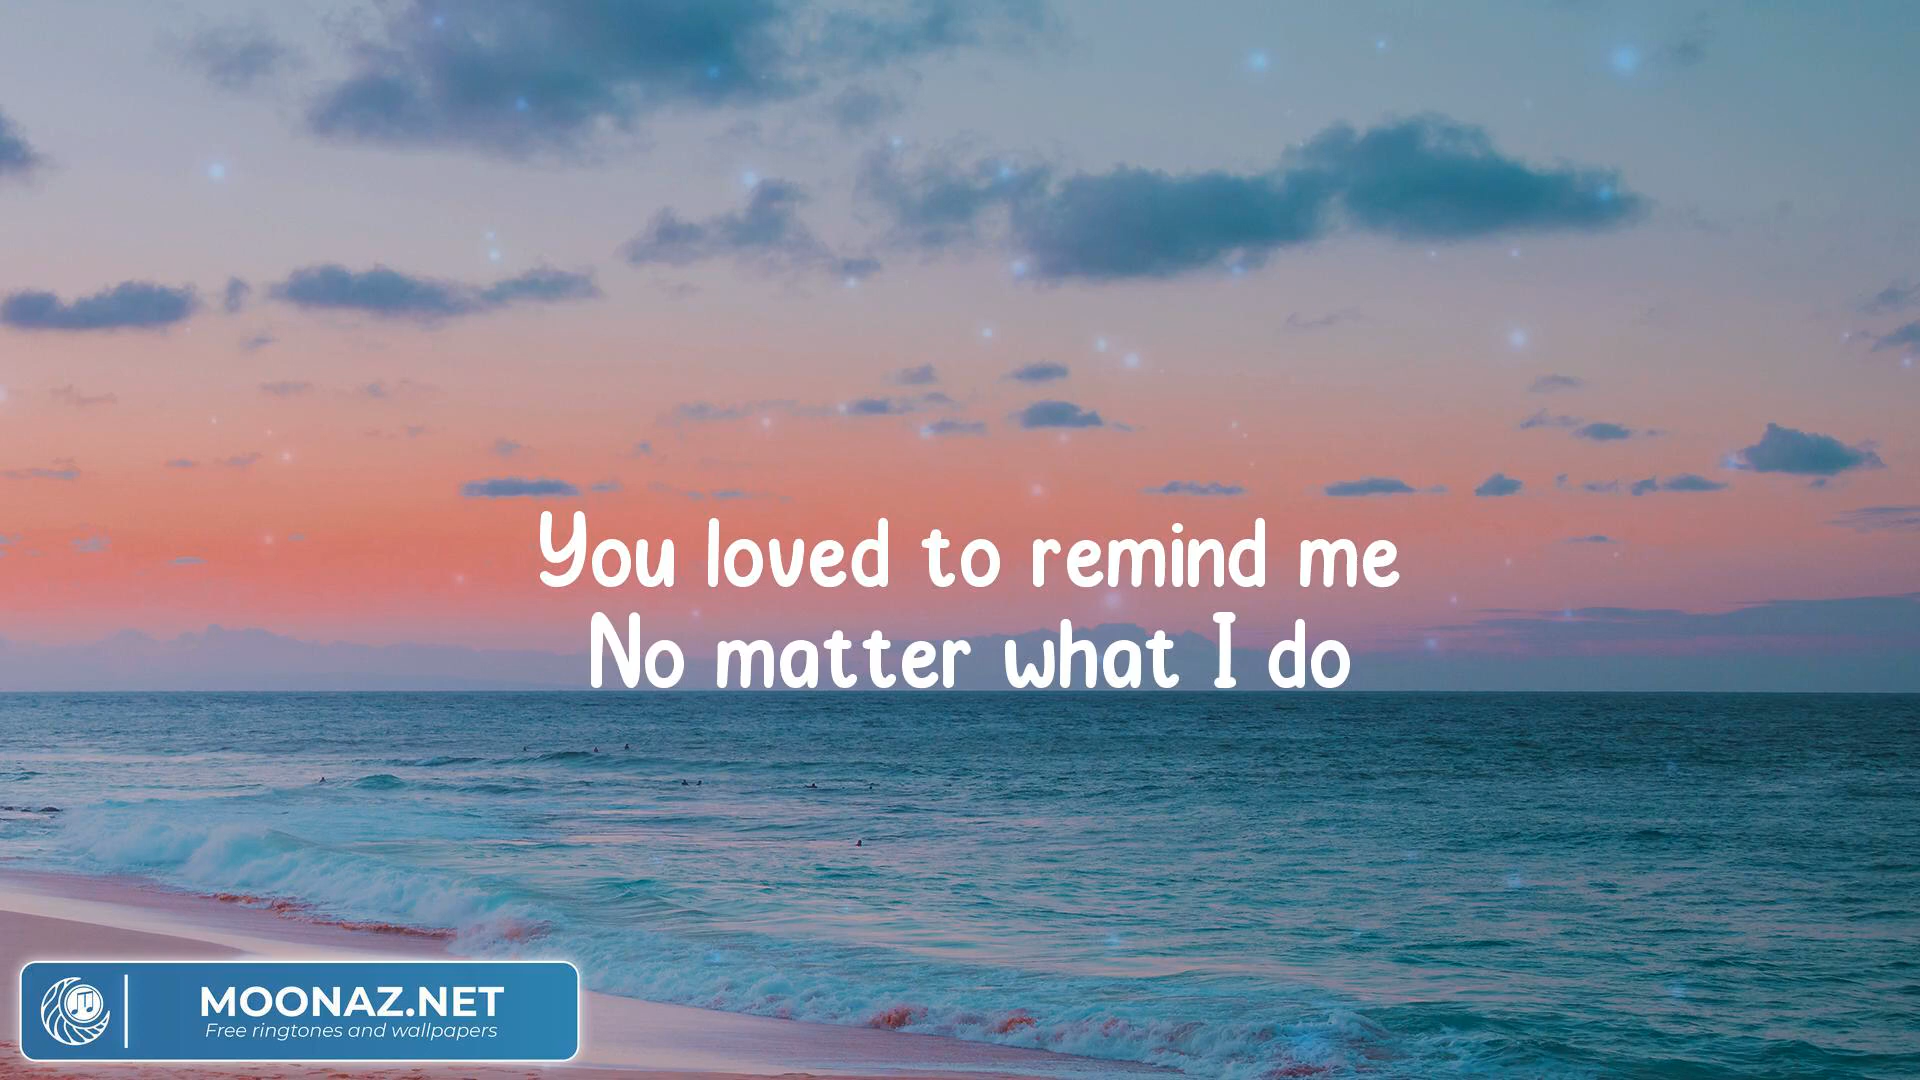 You loved to remind me
No matter what I do
MOONAZ.NET
Free ringtones and wallpapers